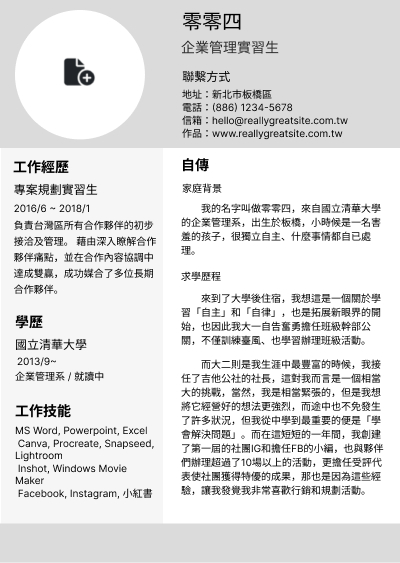 零零四
企業管理實習生
聯繫方式
地址：新北市板橋區
電話：(886) 1234-5678
信箱：hello@reallygreatsite.com.tw
作品：www.reallygreatsite.com.tw
工作經歷
專案規劃實習生
2016/6 ~ 2018/1
負責台灣區所有合作夥伴的初步
接洽及管理。 藉由深入瞭解合作
夥伴痛點，並在合作內容協調中
達成雙贏，成功媒合了多位長期
合作夥伴。
學歷
國立清華大學
2013/9~
企業管理系 / 就讀中
工作技能
MS Word, Powerpoint, Excel
Canva, Procreate, Snapseed,
Lightroom
Inshot, Windows Movie
Maker
Facebook, Instagram, 小紅書
自傳
家庭背景
我的名字叫做零零四，來自國立清華大學
的企業管理系，出生於板橋，小時候是一名害
羞的孩子，很獨立自主、什麼事情都自已處
理。
求學歷程
來到了大學後住宿，我想這是一個關於學
習「自主」和「自律」，也是拓展新眼界的開
始，也因此我大一自告奮勇擔任班級幹部公
關，不僅訓練臺風、也學習辦理班級活動。
而大二則是我生涯中最豐富的時候，我接
任了吉他公社的社長，這對我而言是一個相當
大的挑戰，當然，我是相當緊張的，但是我想
將它經營好的想法更強烈，而途中也不免發生
了許多狀況，但我從中學到最重要的便是「學
會解決問題」。而在這短短的一年間，我創建
了第一屆的社團IG和擔任FB的小編，也與夥伴
們辦理超過了10場以上的活動，更擔任受評代
表使社團獲得特優的成果，那也是因為這些經
驗，讓我發覺我非常喜歡行銷和規劃活動。